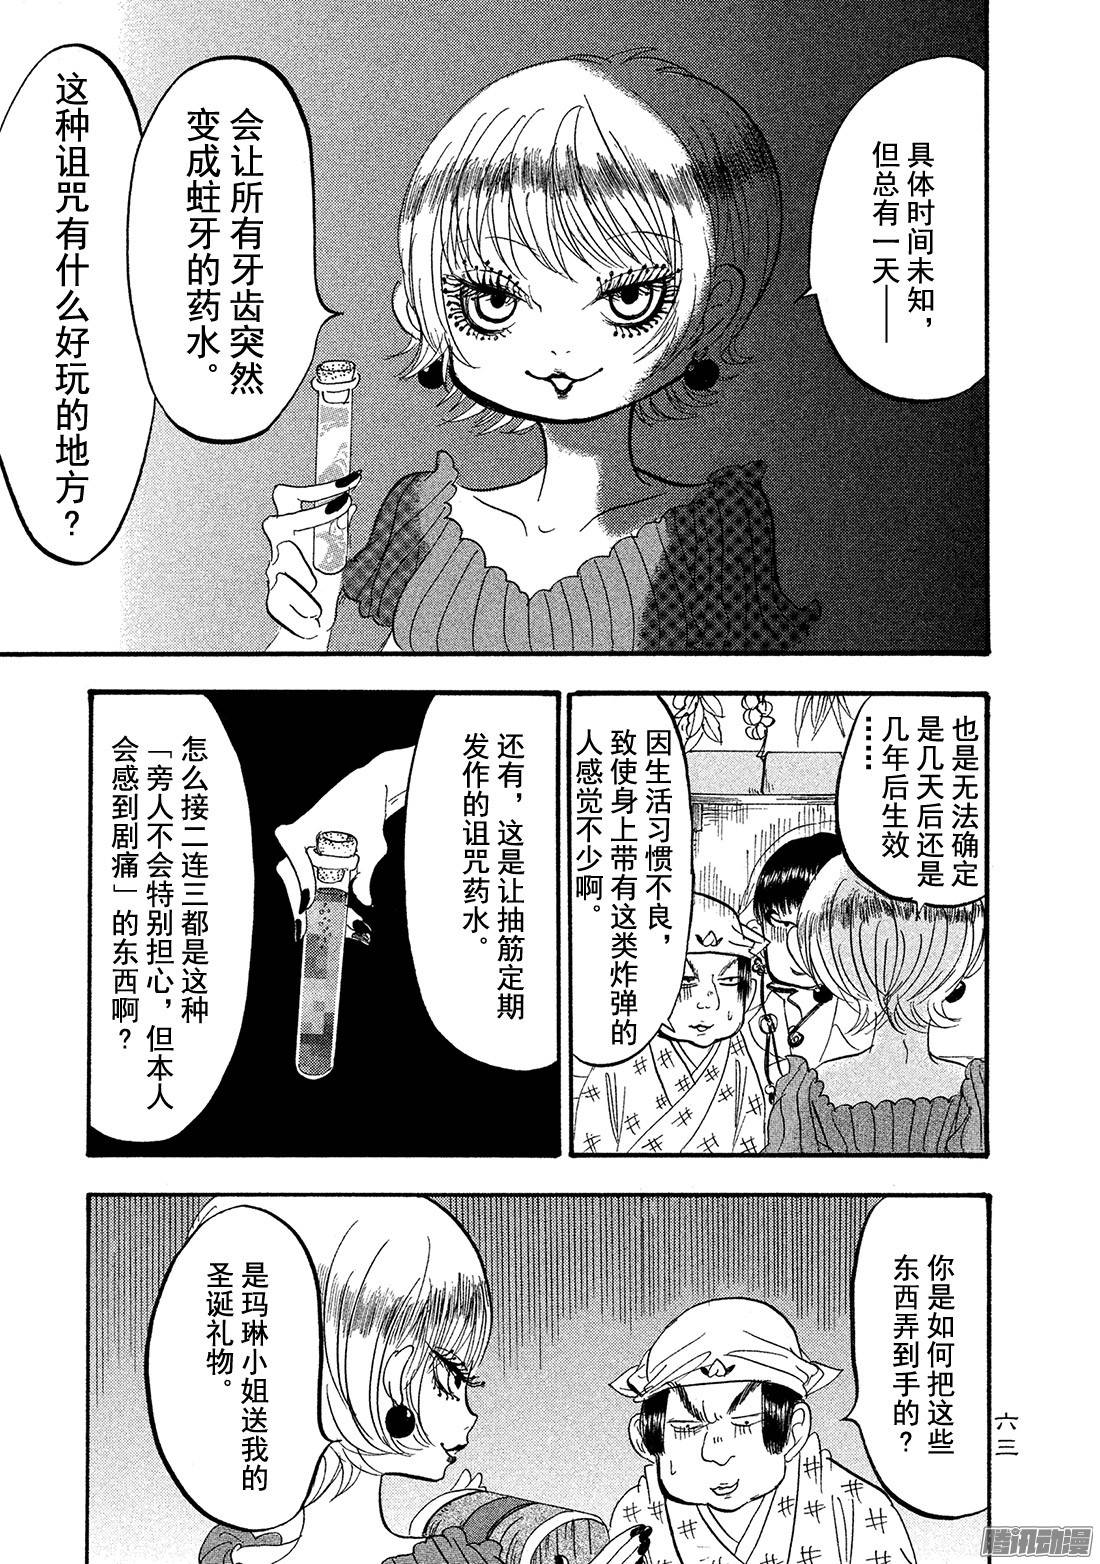 具体时间未知，
但总有一天——
会让所有牙齿突然
变成蛀牙的药水。
这种诅咒有什么好玩的地方？
也是无法确定
是几天后还是
几年后生效
……
因生活习惯不良，
致使身上带有这类炸弹的
人感觉不少啊。
还有，这是让抽筋定期
发作的诅咒药水。
怎么接二连三都是这种
「旁人不会特别担心，但本人
会感到剧痛」的东西啊？
你是如何把这些
东西弄到手的？
是玛琳小姐送我的
圣诞礼物。
六三
腾讯动漫